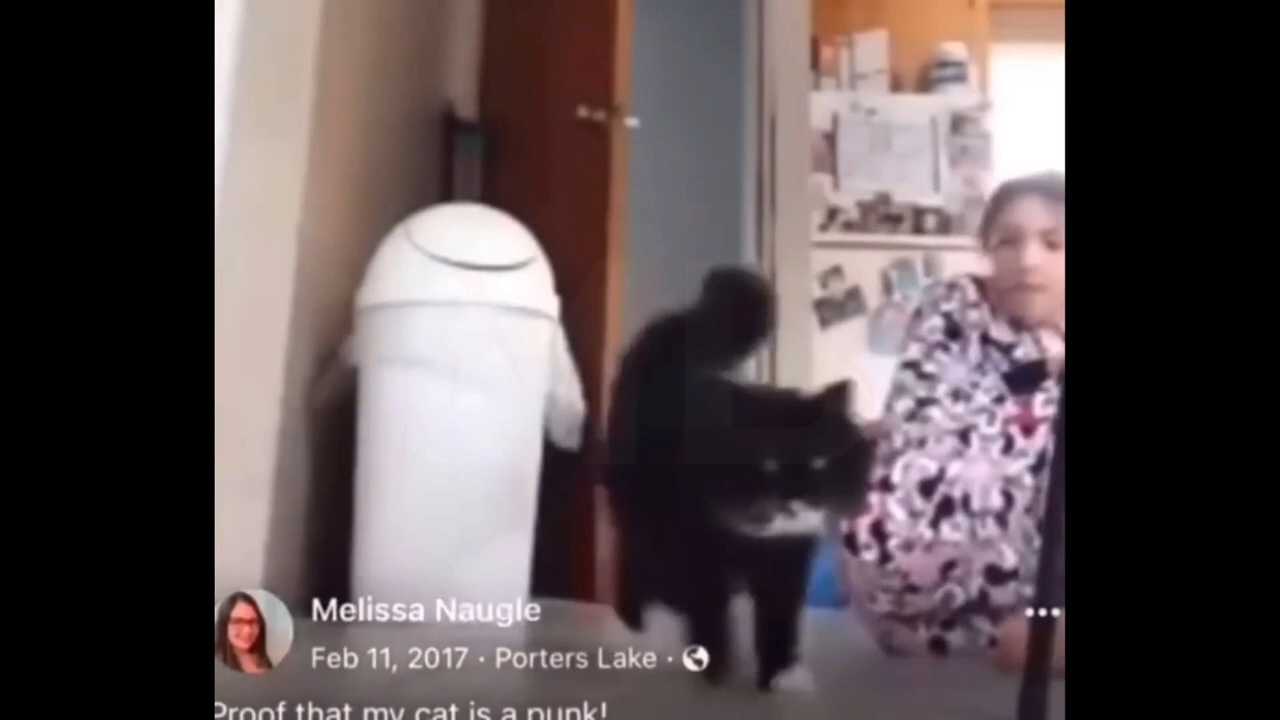 Melissa Naugle
Feb 11, 2017 · Porters Lake ·
Proof that my cat is a punk!